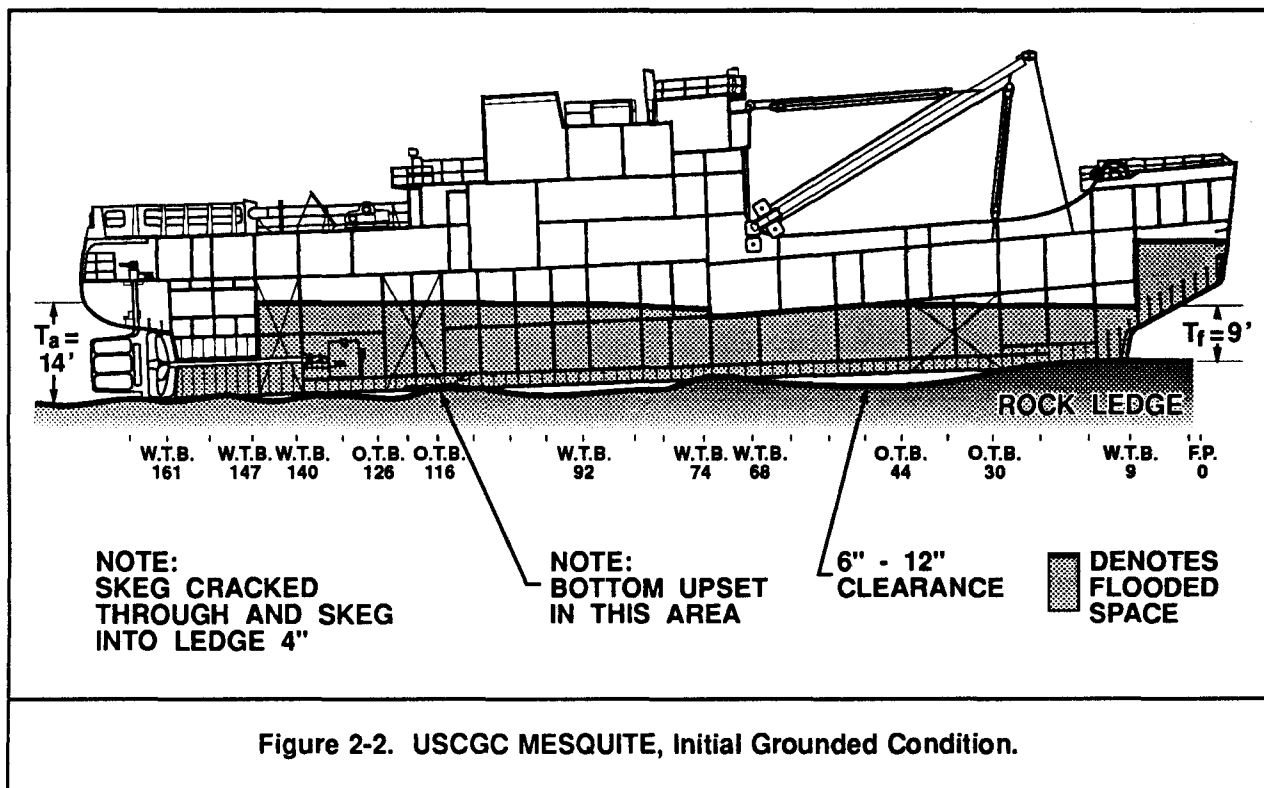 Ta =
14'
Tf = 9'
ROCK LEDGE
W.T.B. W.T.B. W.T.B. O.T.B. O.T.B. W.T.B. W.T.B. W.T.B. O.T.B. O.T.B. W.T.B. F.P.
161 147 140 126 116 92 74 68 44 30 9 0
NOTE:
SKEG CRACKED
THROUGH AND SKEG
INTO LEDGE 4"
NOTE:
BOTTOM UPSET
IN THIS AREA
6" - 12"
CLEARANCE
DENOTES
FLOODED
SPACE
Figure 2-2. USCGC MESQUITE, Initial Grounded Condition.